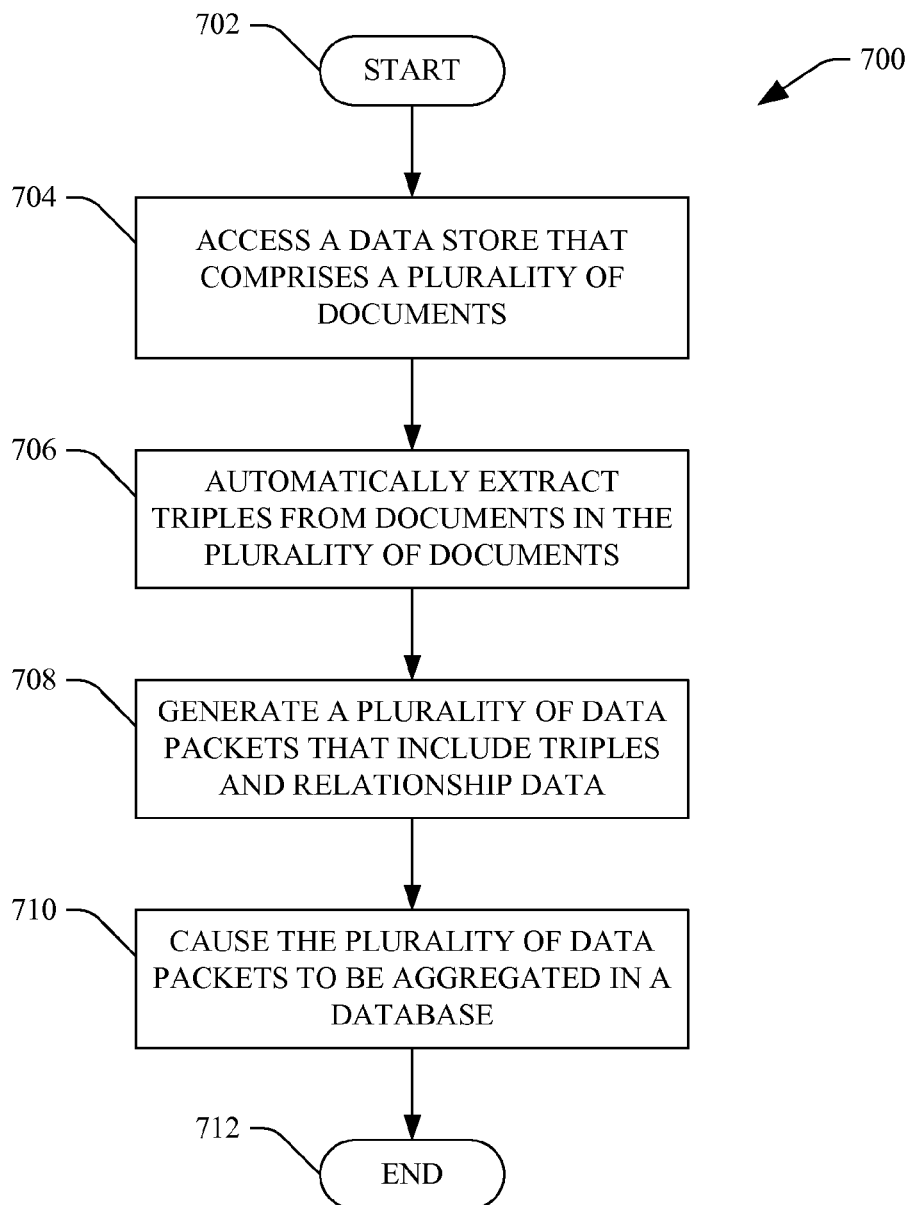 702
START
700
704
ACCESS A DATA STORE THAT
COMPRISES A PLURALITY OF
DOCUMENTS
706
AUTOMATICALLY EXTRACT
TRIPLES FROM DOCUMENTS IN THE
PLURALITY OF DOCUMENTS
708
GENERATE A PLURALITY OF DATA
PACKETS THAT INCLUDE TRIPLES
AND RELATIONSHIP DATA
710
CAUSE THE PLURALITY OF DATA
PACKETS TO BE AGGREGATED IN A
DATABASE
712
END